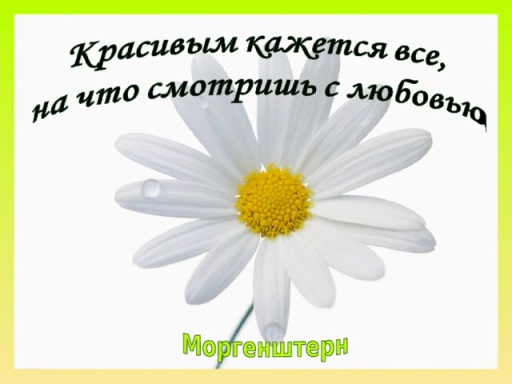 Красивым кажется все,
на что смотришь с любовью
Моргенштерн